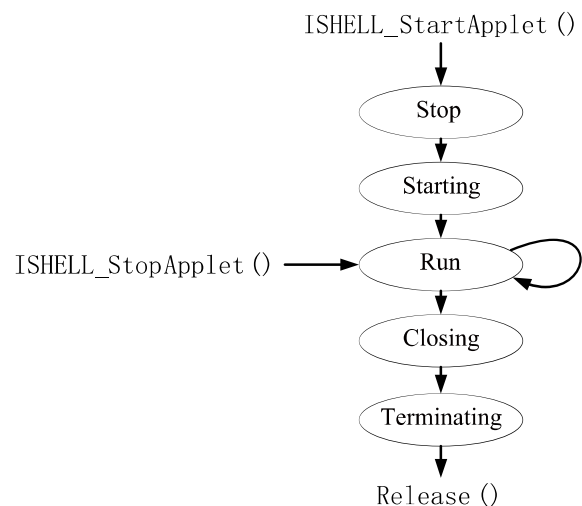 ISHELL_StartApplet()
Stop
Starting
ISHELL_StopApplet()
Run
Closing
Terminating
Release()